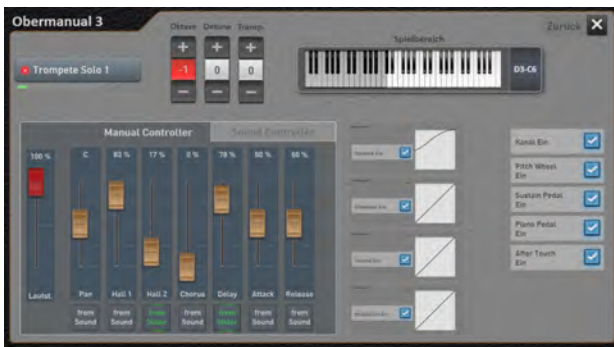 Obermanual 3
Oktave Detune Transp.
Zurück
Spielbereich
+ + +
Trompete Solo 1
-1 0 0
D3-C6
Manual Controller
Sound Controller
Kanal Ein
100 % C 83 % 17 % 0 % 78 % 50 % 60 %
Pitch Wheel
Ein
Sustain Pedal
Ein
Piano Pedal
Ein
After Touch
Ein
Lautst. Pan Hall 1 Hall 2 Chorus Delay Attack Release
from from from from from from from
Sound Sound Sound Sound Sound Sound